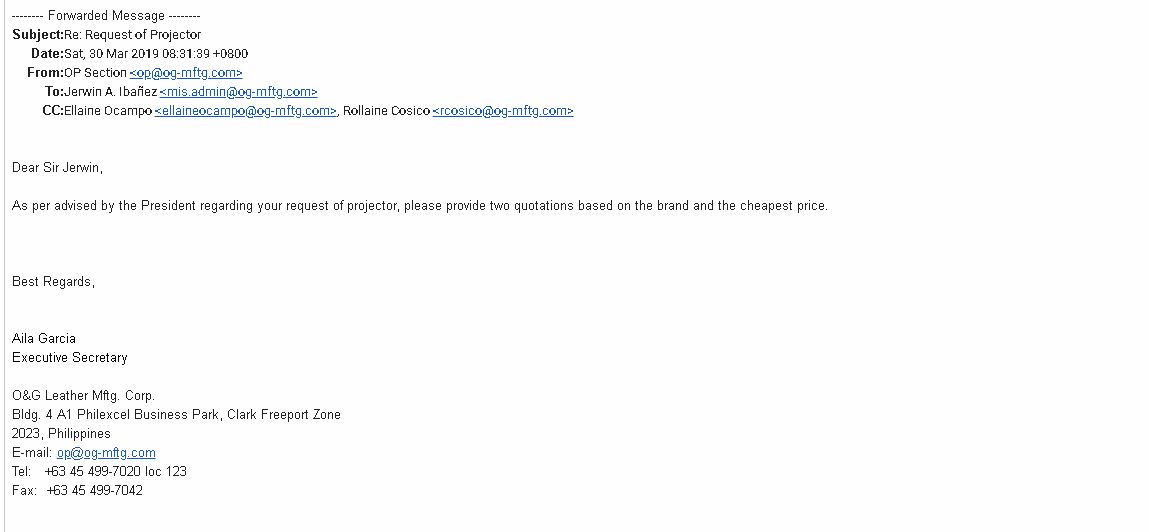 -------- Forwarded Message --------
Subject:Re: Request of Projector
Date:Sat, 30 Mar 2019 08:31:39 +0800
From:OP Section <op@og-mftg.com>
To:Jerwin A. Ibañez <mis.admin@og-mftg.com>
CC:Ellaine Ocampo <ellaineocampo@og-mftg.com>, Rollaine Cosico <rcosico@og-mftg.com>
Dear Sir Jerwin,
As per advised by the President regarding your request of projector, please provide two quotations based on the brand and the cheapest price.
Best Regards,
Aila Garcia
Executive Secretary
O&G Leather Mftg. Corp.
Bldg. 4 A1 Philexcel Business Park, Clark Freeport Zone
2023, Philippines
E-mail: op@og-mftg.com
Tel: +63 45 499-7020 loc 123
Fax: +63 45 499-7042